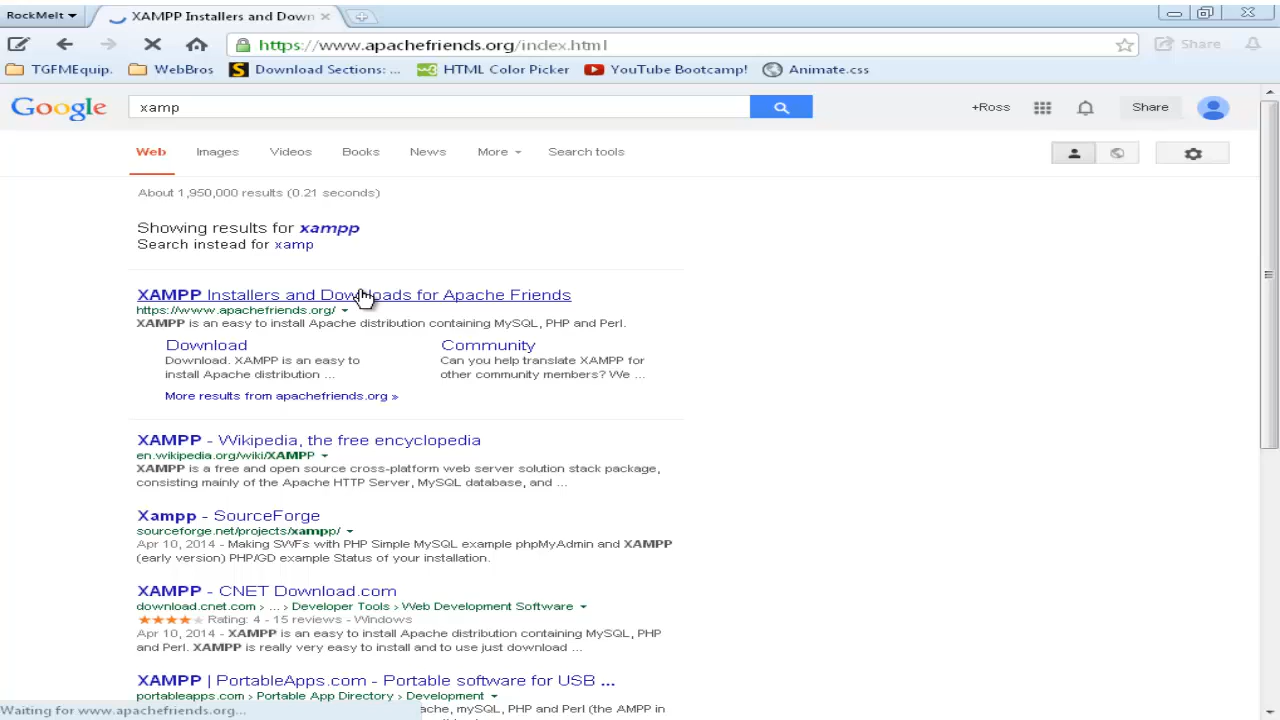 RockMelt
XAMPP Installers and Down
https://www.apachefriends.org/index.html
Share
TGFMEquip.
WebBros
Download Sections: ...
HTML Color Picker
YouTube Bootcamp!
Animate.css
Google
xamp
+Ross
Share
Web
Images
Videos
Books
News
More
Search tools
About 1,950,000 results (0.21 seconds)
Showing results for xampp
Search instead for xamp
XAMPP Installers and Downloads for Apache Friends
https://www.apachefriends.org/
XAMPP is an easy to install Apache distribution containing MySQL, PHP and Perl.
Download
Download. XAMPP is an easy to
install Apache distribution ...
Community
Can you help translate XAMPP for
other community members? We ...
More results from apachefriends.org »
XAMPP - Wikipedia, the free encyclopedia
en.wikipedia.org/wiki/XAMPP
XAMPP is a free and open source cross-platform web server solution stack package,
consisting mainly of the Apache HTTP Server, MySQL database, and ...
Xampp - SourceForge
sourceforge.net/projects/xampp/
Apr 10, 2014 - Making SWFs with PHP Simple MySQL example phpMyAdmin and XAMPP
(early version) PHP/GD example Status of your installation.
XAMPP - CNET Download.com
download.cnet.com › ... › Developer Tools › Web Development Software
Rating: 4 - 15 reviews - Windows
Apr 10, 2014 - XAMPP is an easy to install Apache distribution containing MySQL, PHP
and Perl. XAMPP is really very easy to install and to use just download ...
XAMPP | PortableApps.com - Portable software for USB ...
portableapps.com › Portable App Directory › Development
Waiting for www.apachefriends.org...
ache, mySQL, PHP and Perl (the AMPP in